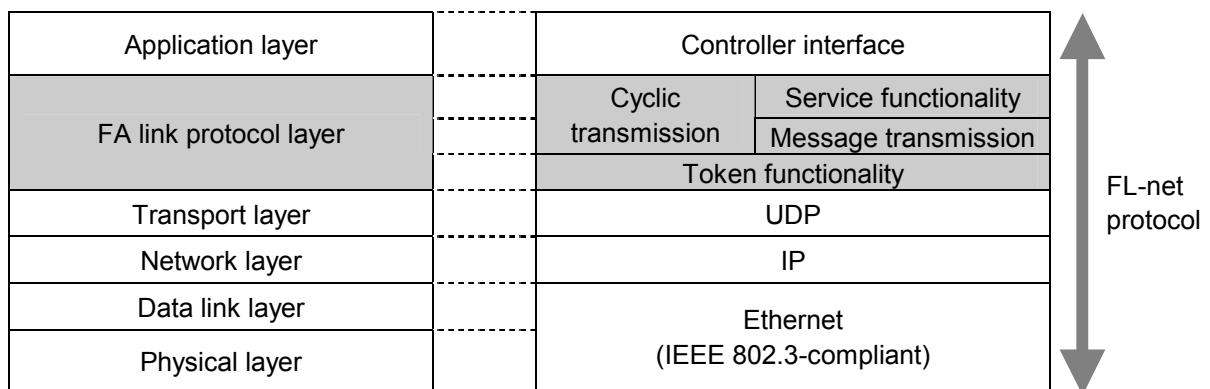 Application layer
Controller interface
FA link protocol layer
Cyclic
transmission
Service functionality
Message transmission
Token functionality
Transport layer
UDP
Network layer
IP
Data link layer
Physical layer
Ethernet
(IEEE 802.3-compliant)
FL-net
protocol